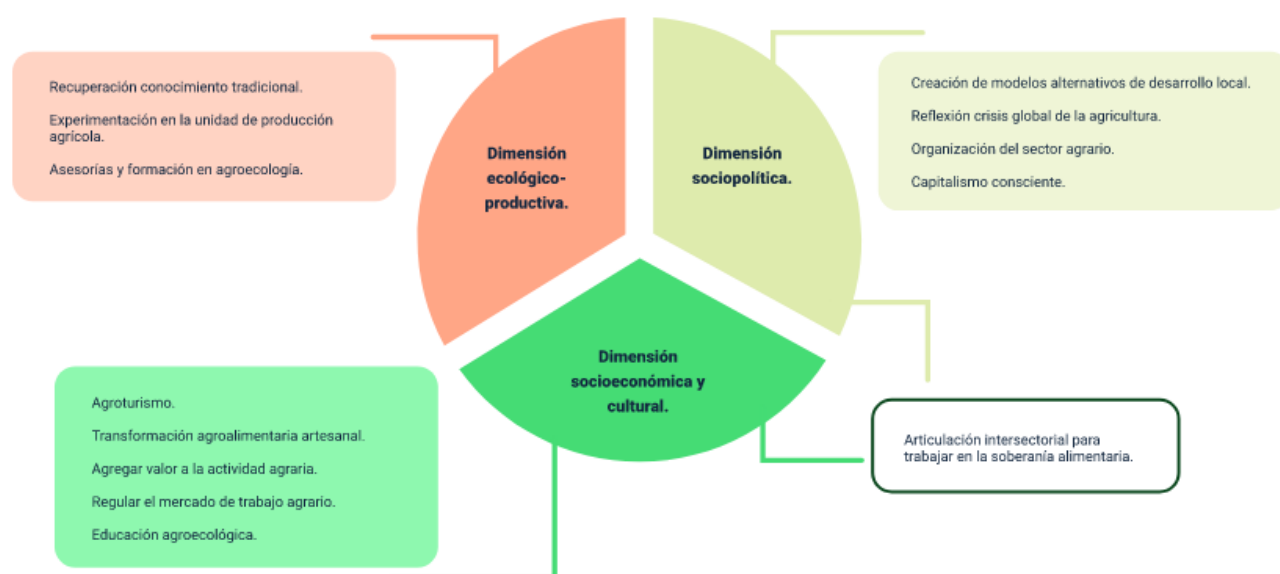 Recuperación conocimiento tradicional.
Experimentación en la unidad de producción
agrícola.
Asesorías y formación en agroecología.
Dimensión
ecológico-
productiva.
Dimensión
sociopolítica.
Creación de modelos alternativos de desarrollo local.
Reflexión crisis global de la agricultura.
Organización del sector agrario.
Capitalismo consciente.
Dimensión
socioeconómica y
cultural.
Agroturismo.
Transformación agroalimentaria artesanal.
Agregar valor a la actividad agraria.
Regular el mercado de trabajo agrario.
Educación agroecológica.
Articulación intersectorial para
trabajar en la soberanía alimentaria.